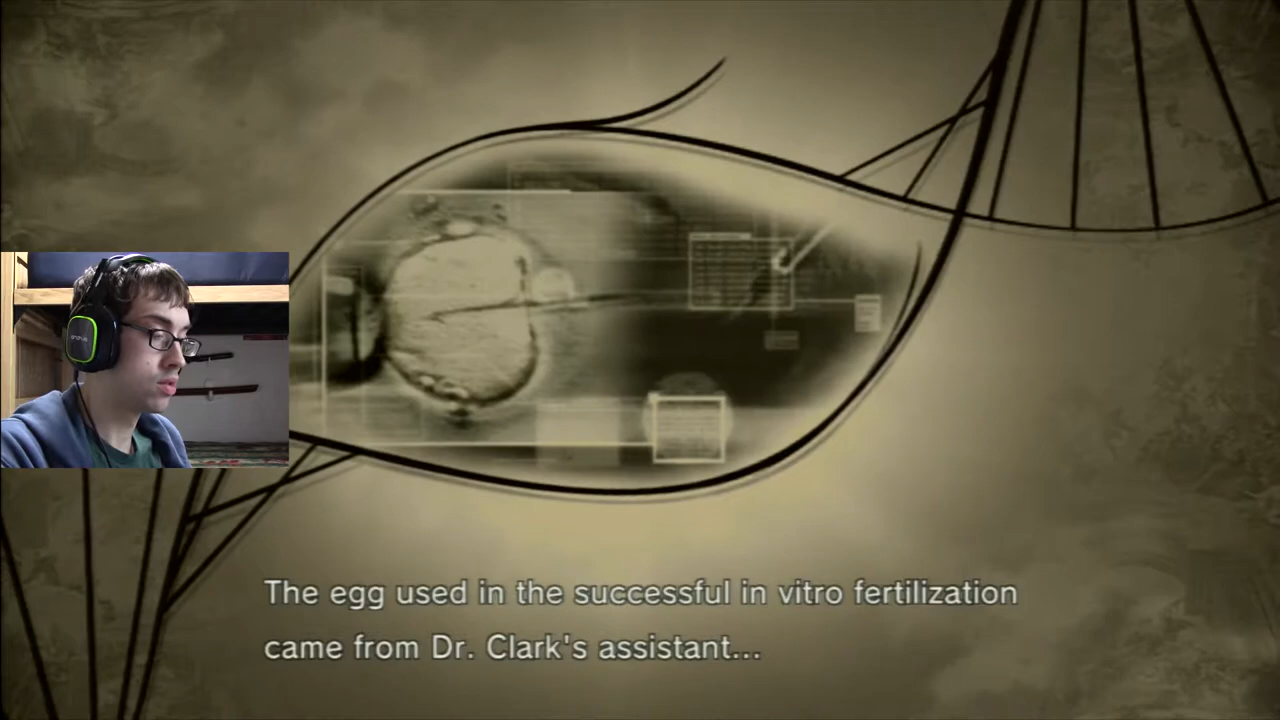 The egg used in the successful in vitro fertilization
came from Dr. Clark's assistant...